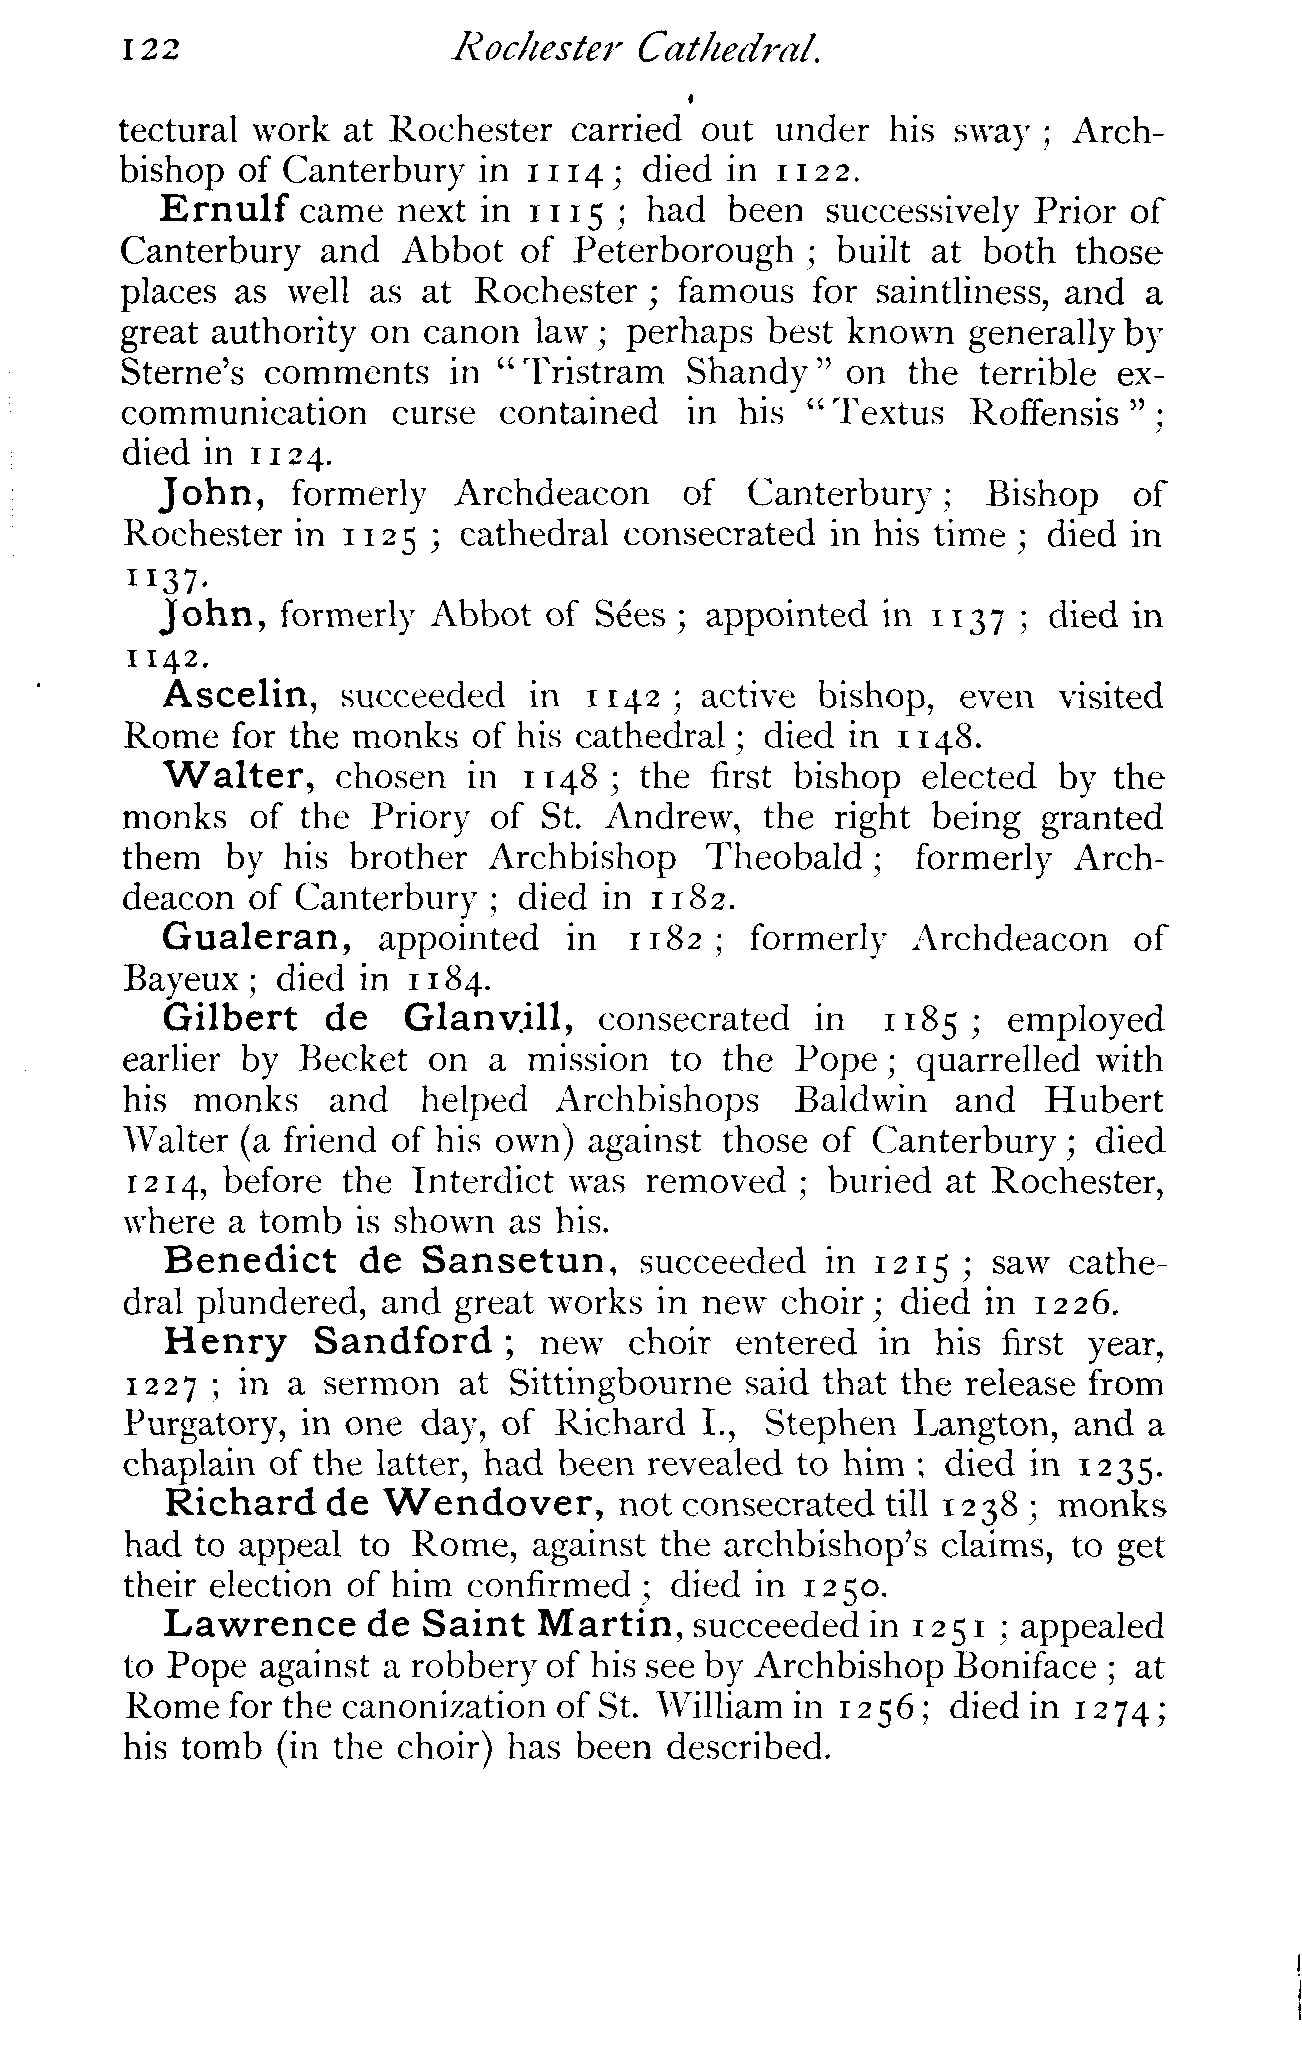 122 Rochester Cathedral.
tectural work at Rochester carried out under his sway ; Arch-
bishop of Canterbury in 1114 ; died in 1122.
Ernulf came next in 1115 ; had been successively Prior of
Canterbury and Abbot of Peterborough ; built at both those
places as well as at Rochester ; famous for saintliness, and a
great authority on canon law ; perhaps best known generally by
Sterne's comments in "Tristram Shandy" on the terrible ex-
communication curse contained in his "Textus Roffensis" ;
died in 1124.
John, formerly Archdeacon of Canterbury ; Bishop of
Rochester in 1125 ; cathedral consecrated in his time ; died in
1137.
John, formerly Abbot of Sées ; appointed in 1137 ; died in
1142.
Ascelin, succeeded in 1142 ; active bishop, even visited
Rome for the monks of his cathedral ; died in 1148.
Walter, chosen in 1148 ; the first bishop elected by the
monks of the Priory of St. Andrew, the right being granted
them by his brother Archbishop Theobald ; formerly Arch-
deacon of Canterbury ; died in 1182.
Gualeran, appointed in 1182 ; formerly Archdeacon of
Bayeux ; died in 1184.
Gilbert de Glanvill, consecrated in 1185 ; employed
earlier by Becket on a mission to the Pope ; quarrelled with
his monks and helped Archbishops Baldwin and Hubert
Walter (a friend of his own) against those of Canterbury ; died
1214, before the Interdict was removed ; buried at Rochester,
where a tomb is shown as his.
Benedict de Sansetun, succeeded in 1215 ; saw cathe-
dral plundered, and great works in new choir ; died in 1226.
Henry Sandford ; new choir entered in his first year,
1227 ; in a sermon at Sittingbourne said that the release from
Purgatory, in one day, of Richard I., Stephen Langton, and a
chaplain of the latter, had been revealed to him ; died in 1235.
Richard de Wendover, not consecrated till 1238 ; monks
had to appeal to Rome, against the archbishop's claims, to get
their election of him confirmed ; died in 1250.
Lawrence de Saint Martin, succeeded in 1251 ; appealed
to Pope against a robbery of his see by Archbishop Boniface ; at
Rome for the canonization of St. William in 1256 ; died in 1274 ;
his tomb (in the choir) has been described.